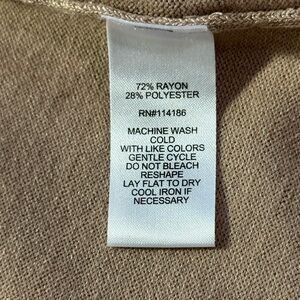 72% RAYON
28% POLYESTER
RN#114186
MACHINE WASH
COLD
WITH LIKE COLORS
GENTLE CYCLE
DO NOT BLEACH
RESHAPE
LAY FLAT TO DRY
COOL IRON IF
NECESSARY